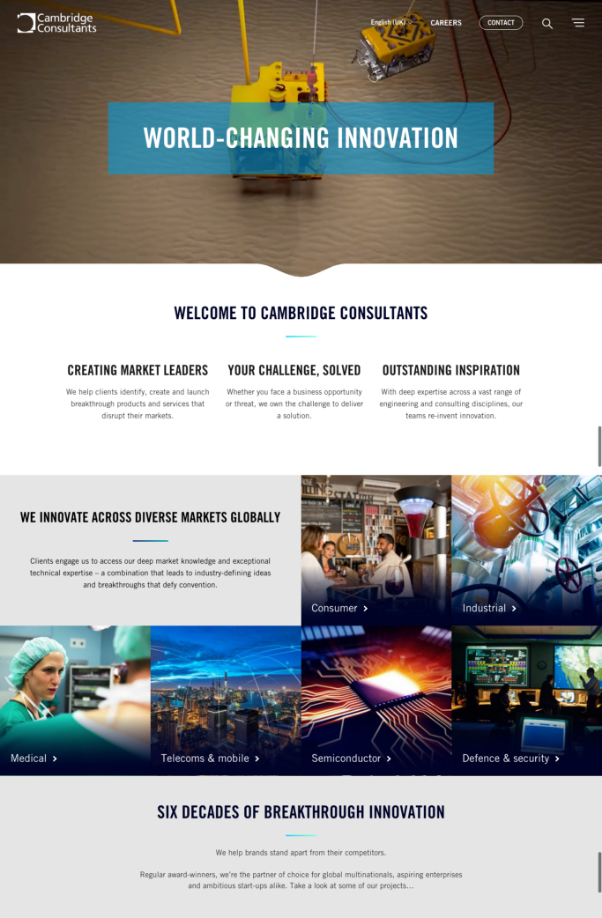 Cambridge
Consultants
English (UK)
CAREERS
CONTACT
WORLD-CHANGING INNOVATION
WELCOME TO CAMBRIDGE CONSULTANTS
CREATING MARKET LEADERS
We help clients identify, create and launch
breakthrough products and services that
disrupt their markets.
YOUR CHALLENGE, SOLVED
Whether you face a business opportunity
or threat, we own the challenge to deliver
a solution.
OUTSTANDING INSPIRATION
With deep expertise across a vast range of
engineering and consulting disciplines, our
teams re-invent innovation.
WE INNOVATE ACROSS DIVERSE MARKETS GLOBALLY
Clients engage us to access our deep market knowledge and exceptional
technical expertise – a combination that leads to industry-defining ideas
and breakthroughs that defy convention.
Consumer
Industrial
Medical
Telecoms & mobile
Semiconductor
Defence & security
SIX DECADES OF BREAKTHROUGH INNOVATION
We help brands stand apart from their competitors.
Regular award-winners, we're the partner of choice for global multinationals, aspiring enterprises
and ambitious start-ups alike. Take a look at some of our projects...